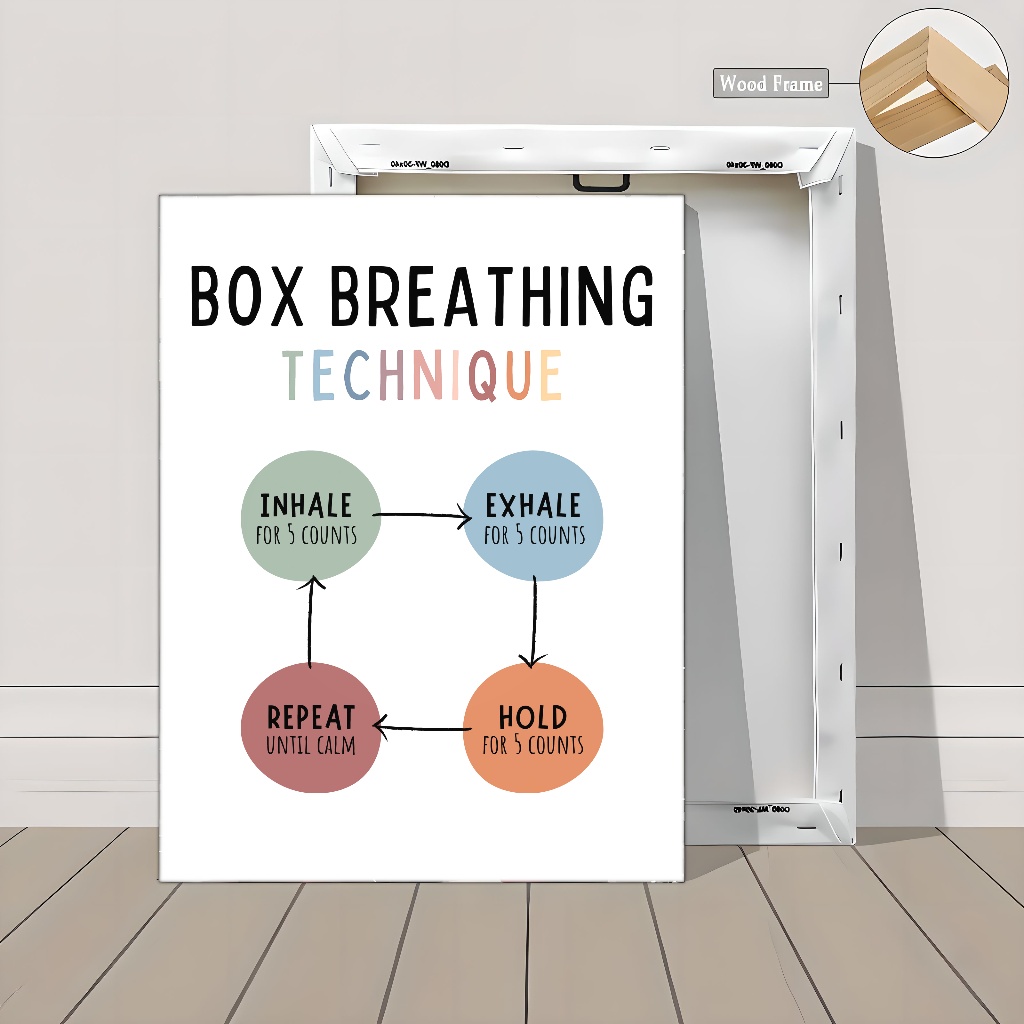 Wood Frame
BOX BREATHING
TECHNIQUE
INHALE
FOR 5 COUNTS
EXHALE
FOR 5 COUNTS
REPEAT
UNTIL CALM
HOLD
FOR 5 COUNTS